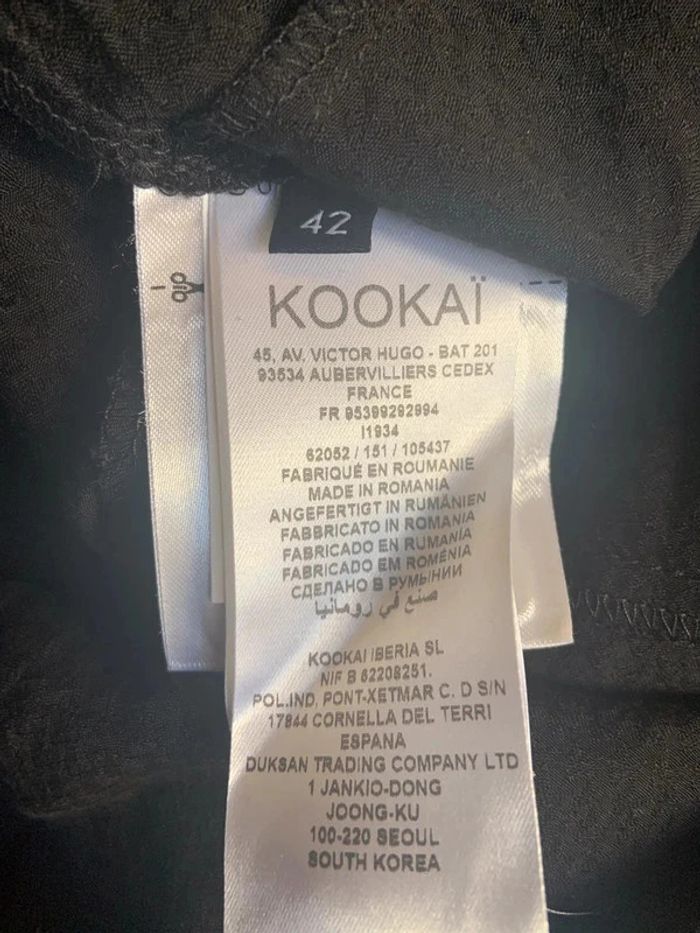 42
KOOKAÏ
45, AV. VICTOR HUGO - BAT 201
93534 AUBERVILLIERS CEDEX
FRANCE
FR 95399292994
I1934
62052 / 151 / 105437
FABRIQUÉ EN ROUMANIE
MADE IN ROMANIA
ANGEFERTIGT IN RUMÄNIEN
FABBRICATO IN ROMANIA
FABRICADO EN RUMANÍA
FABRICADO EM ROMÉNIA
СДЕЛАНО В РУМЫНИИ
صنع في رومانيا
KOOKAI IBERIA SL
NIF B 62208251.
POL.IND. PONT-XETMAR C. D S/N
17844 CORNELLA DEL TERRI
ESPANA
DUKSAN TRADING COMPANY LTD
1 JANKIO-DONG
JOONG-KU
100-220 SEOUL
SOUTH KOREA